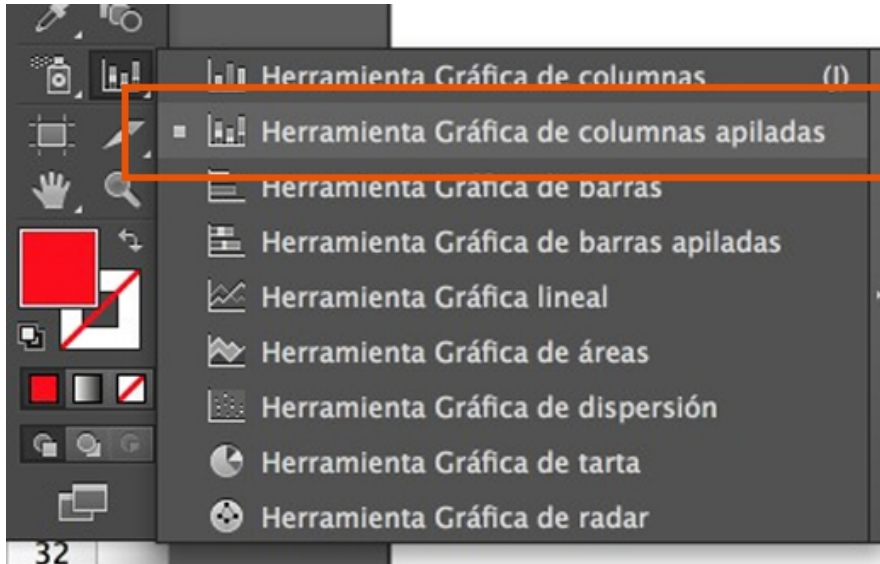 Herramienta Gráfica de columnas (J)
Herramienta Gráfica de columnas apiladas
Herramienta Gráfica de barras
Herramienta Gráfica de barras apiladas
Herramienta Gráfica lineal
Herramienta Gráfica de áreas
Herramienta Gráfica de dispersión
Herramienta Gráfica de tarta
Herramienta Gráfica de radar
32